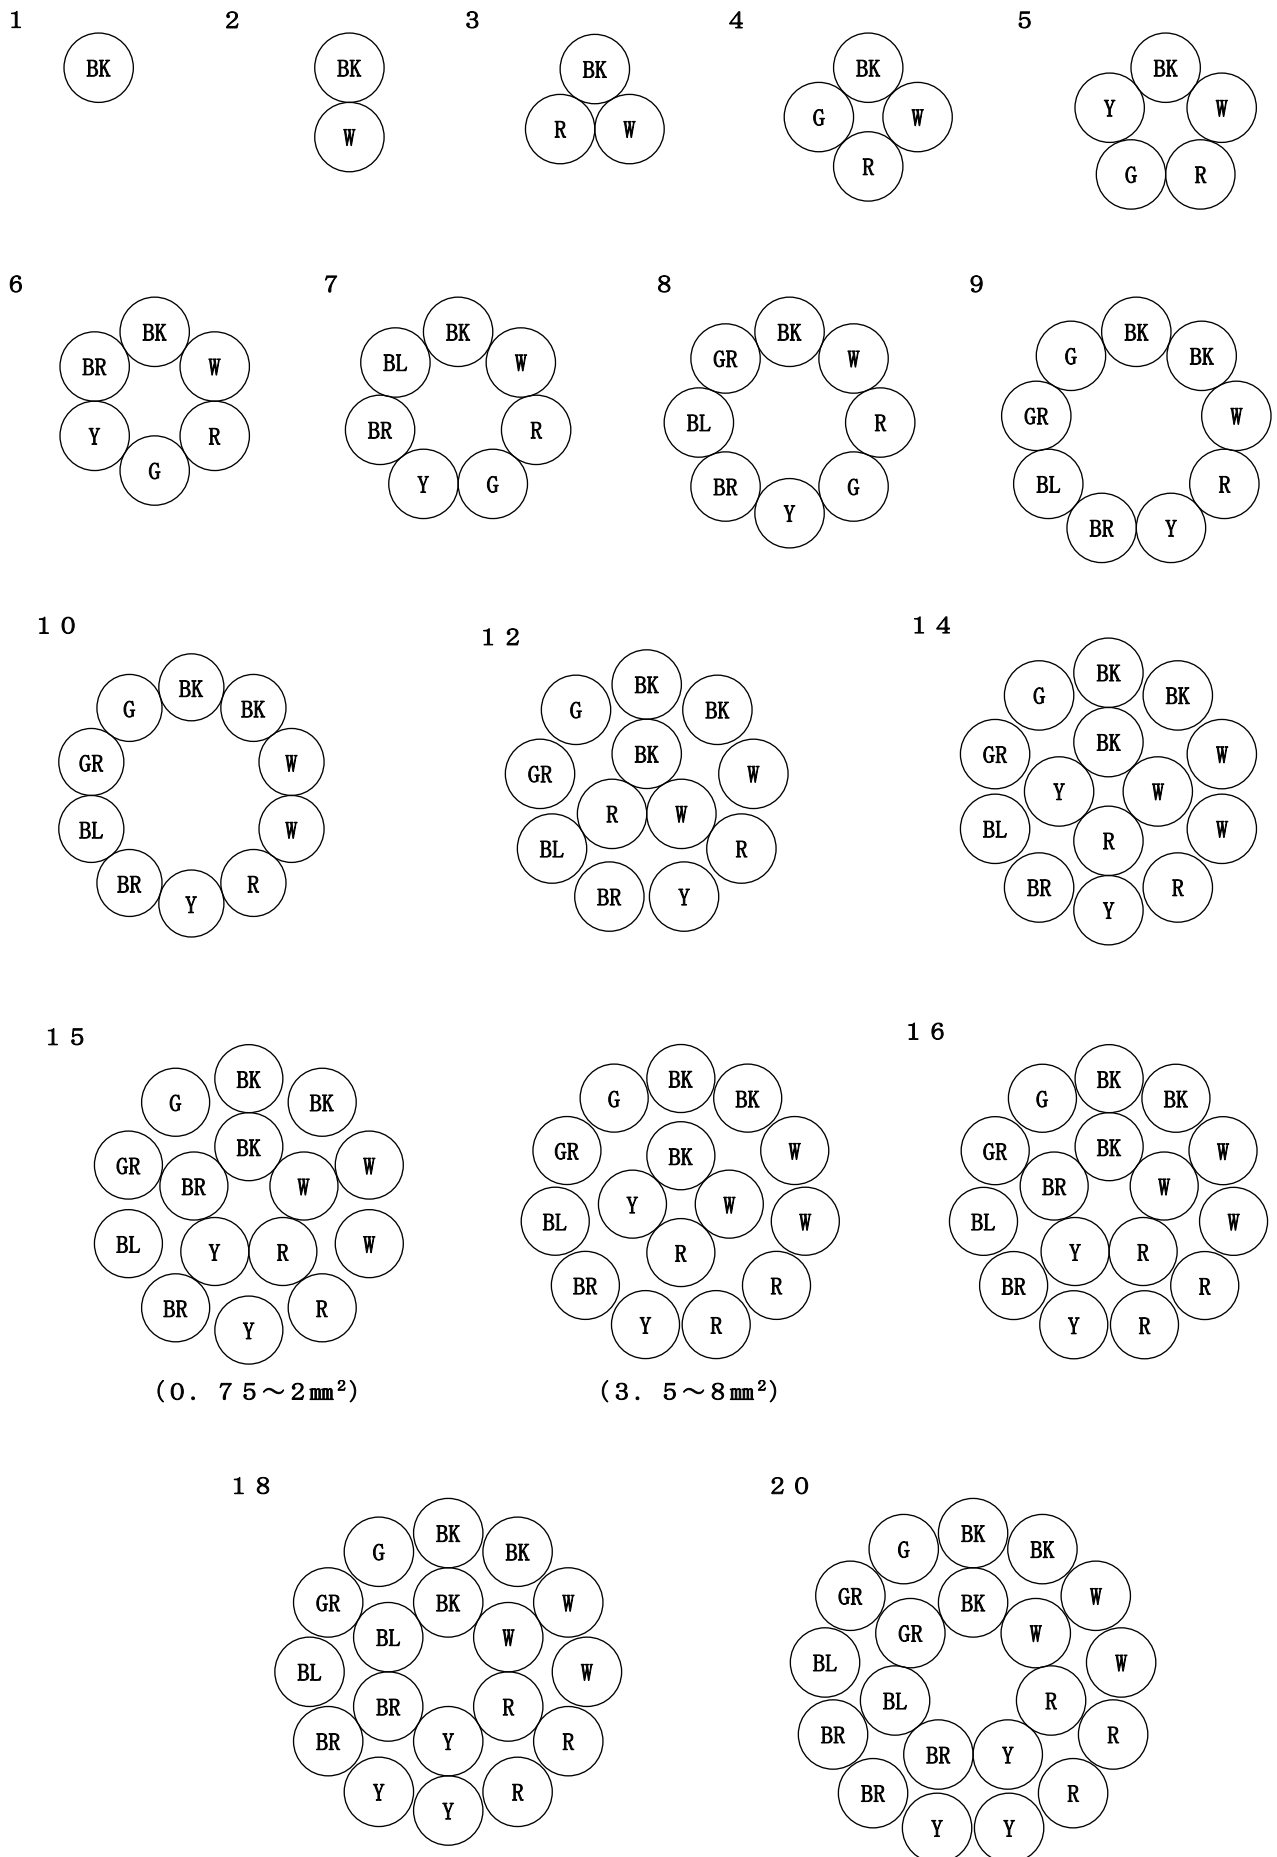 1 2 3 4 5
BK
BK
W
BK
R W
BK
G W
R
BK
Y W
G R
6 7 8 9
BK
BR W
Y R
G
BK
BL W
BR R
Y G
BK
GR W
BL R
BR G
Y
BK
G BK
GR W
BL R
BR Y
10 12 14
BK
G BK
GR W
BL W
BR R
Y
BK
G BK
BK
GR W
R W
BL R
BR Y
BK
G BK
BK
GR W
Y W
BL W
R
BR R
Y
15 16
BK
G BK
BK
GR W
BR W
BL W
Y R
BR R
Y
(0. 75～2㎜²)
BK
G BK
GR W
BK
Y W
BL W
R
BR R
Y R
(3. 5～8㎜²)
BK
G BK
BK
GR W
BR W
BL W
Y R
BR R
Y R
18 20
BK
G BK
GR BK W
BL W
BL W
BR R
BR Y R
Y R
Y
BK
G BK
GR BK W
GR W
BL W
BL R
BR R
BR Y
BR R
Y Y